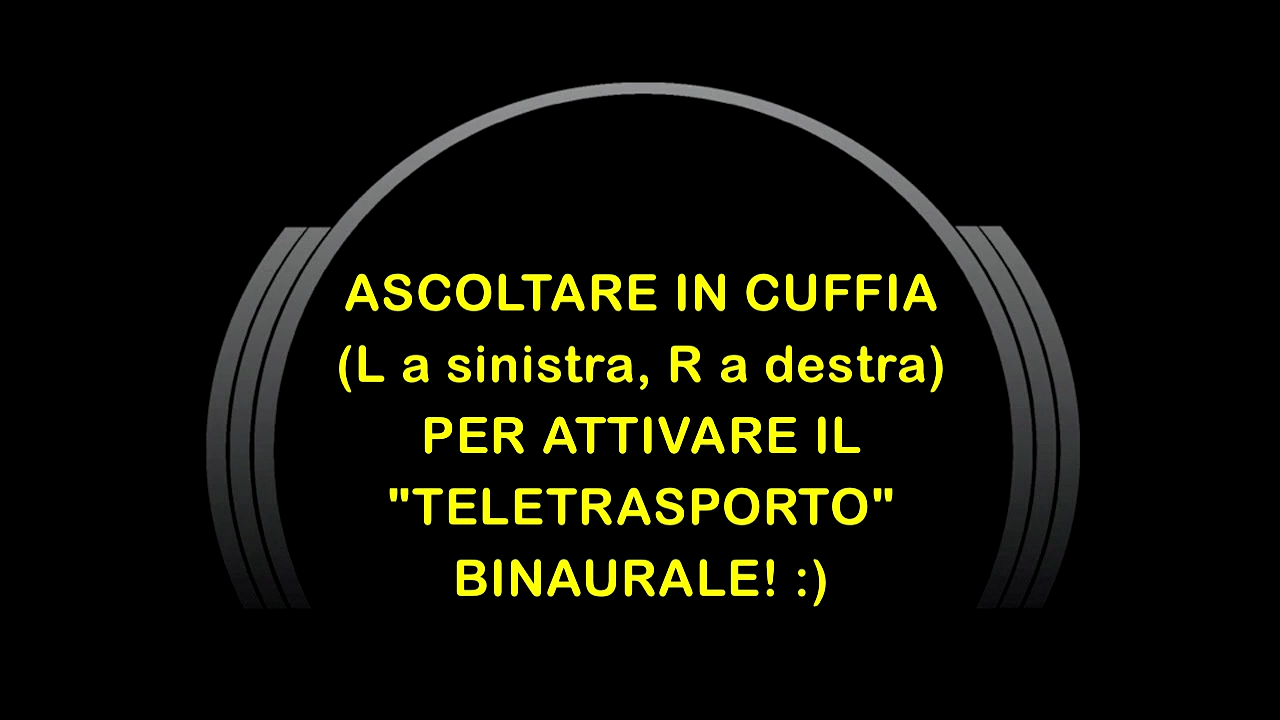 ASCOLTARE IN CUFFIA
(L a sinistra, R a destra)
PER ATTIVARE IL
"TELETRASPORTO"
BINAURALE! :)